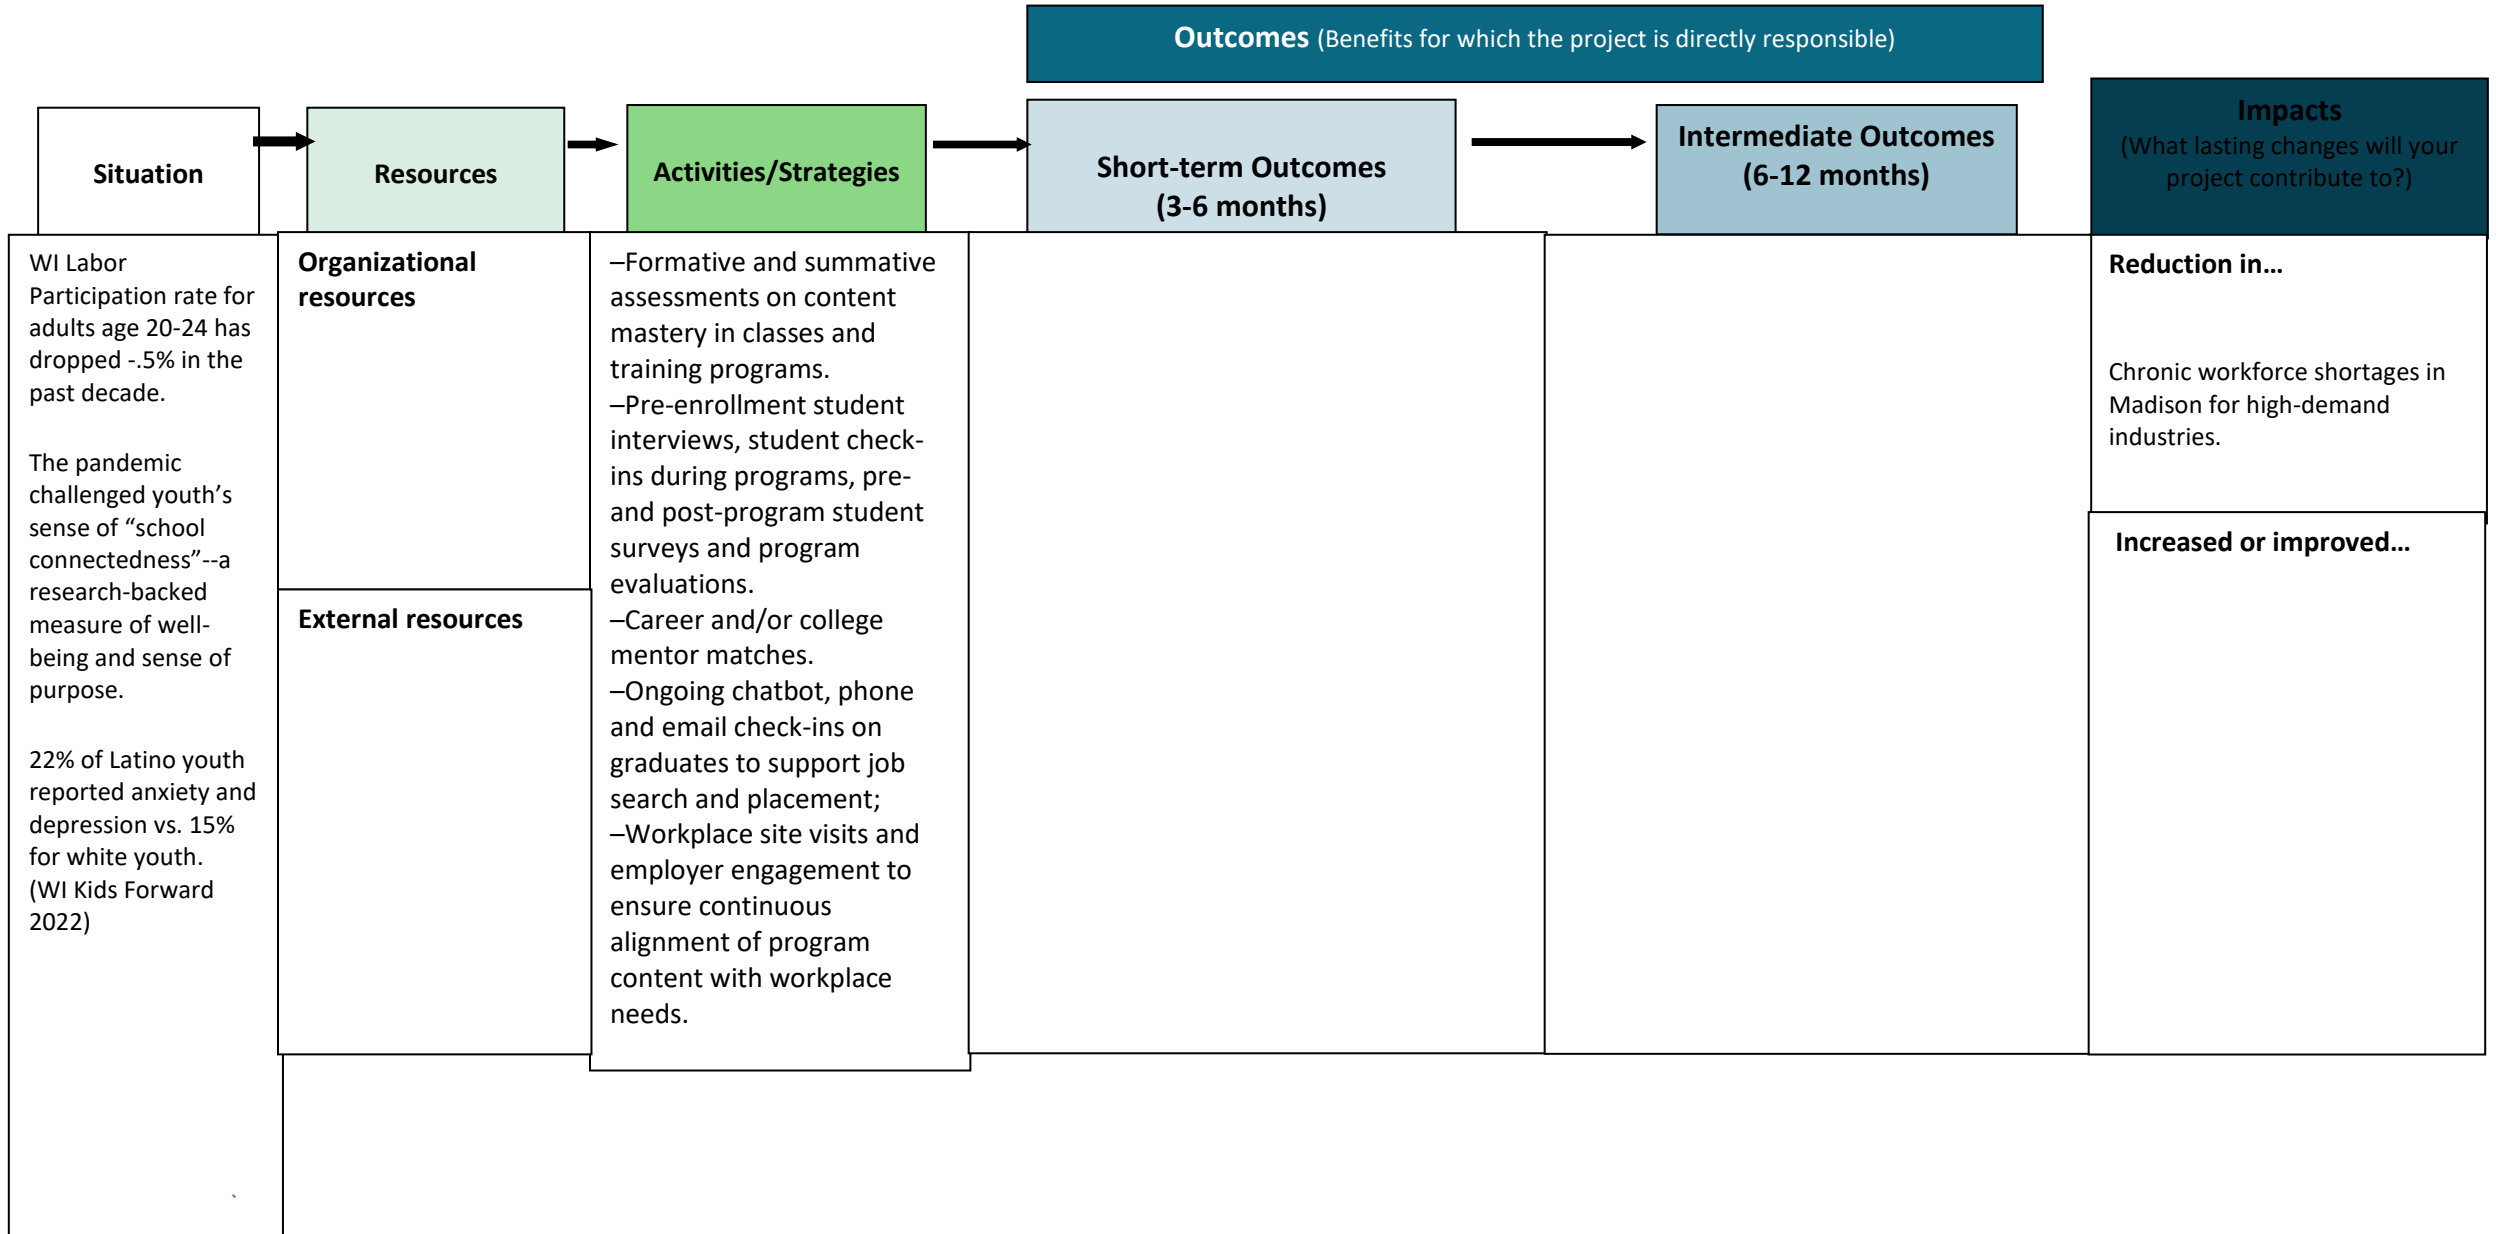 Outcomes (Benefits for which the project is directly responsible)
Situation
Resources
Activities/Strategies
Short-term Outcomes
(3-6 months)
Intermediate Outcomes
(6-12 months)
Impacts
(What lasting changes will your
project contribute to?)
WI Labor
Participation rate for
adults age 20-24 has
dropped -.5% in the
past decade.
The pandemic
challenged youth’s
sense of “school
connectedness”--a
research-backed
measure of well-
being and sense of
purpose.
22% of Latino youth
reported anxiety and
depression vs. 15%
for white youth.
(WI Kids Forward
2022)
Organizational
resources
External resources
–Formative and summative
assessments on content
mastery in classes and
training programs.
–Pre-enrollment student
interviews, student check-
ins during programs, pre-
and post-program student
surveys and program
evaluations.
–Career and/or college
mentor matches.
–Ongoing chatbot, phone
and email check-ins on
graduates to support job
search and placement;
–Workplace site visits and
employer engagement to
ensure continuous
alignment of program
content with workplace
needs.
Reduction in…
Chronic workforce shortages in
Madison for high-demand
industries.
Increased or improved…
`